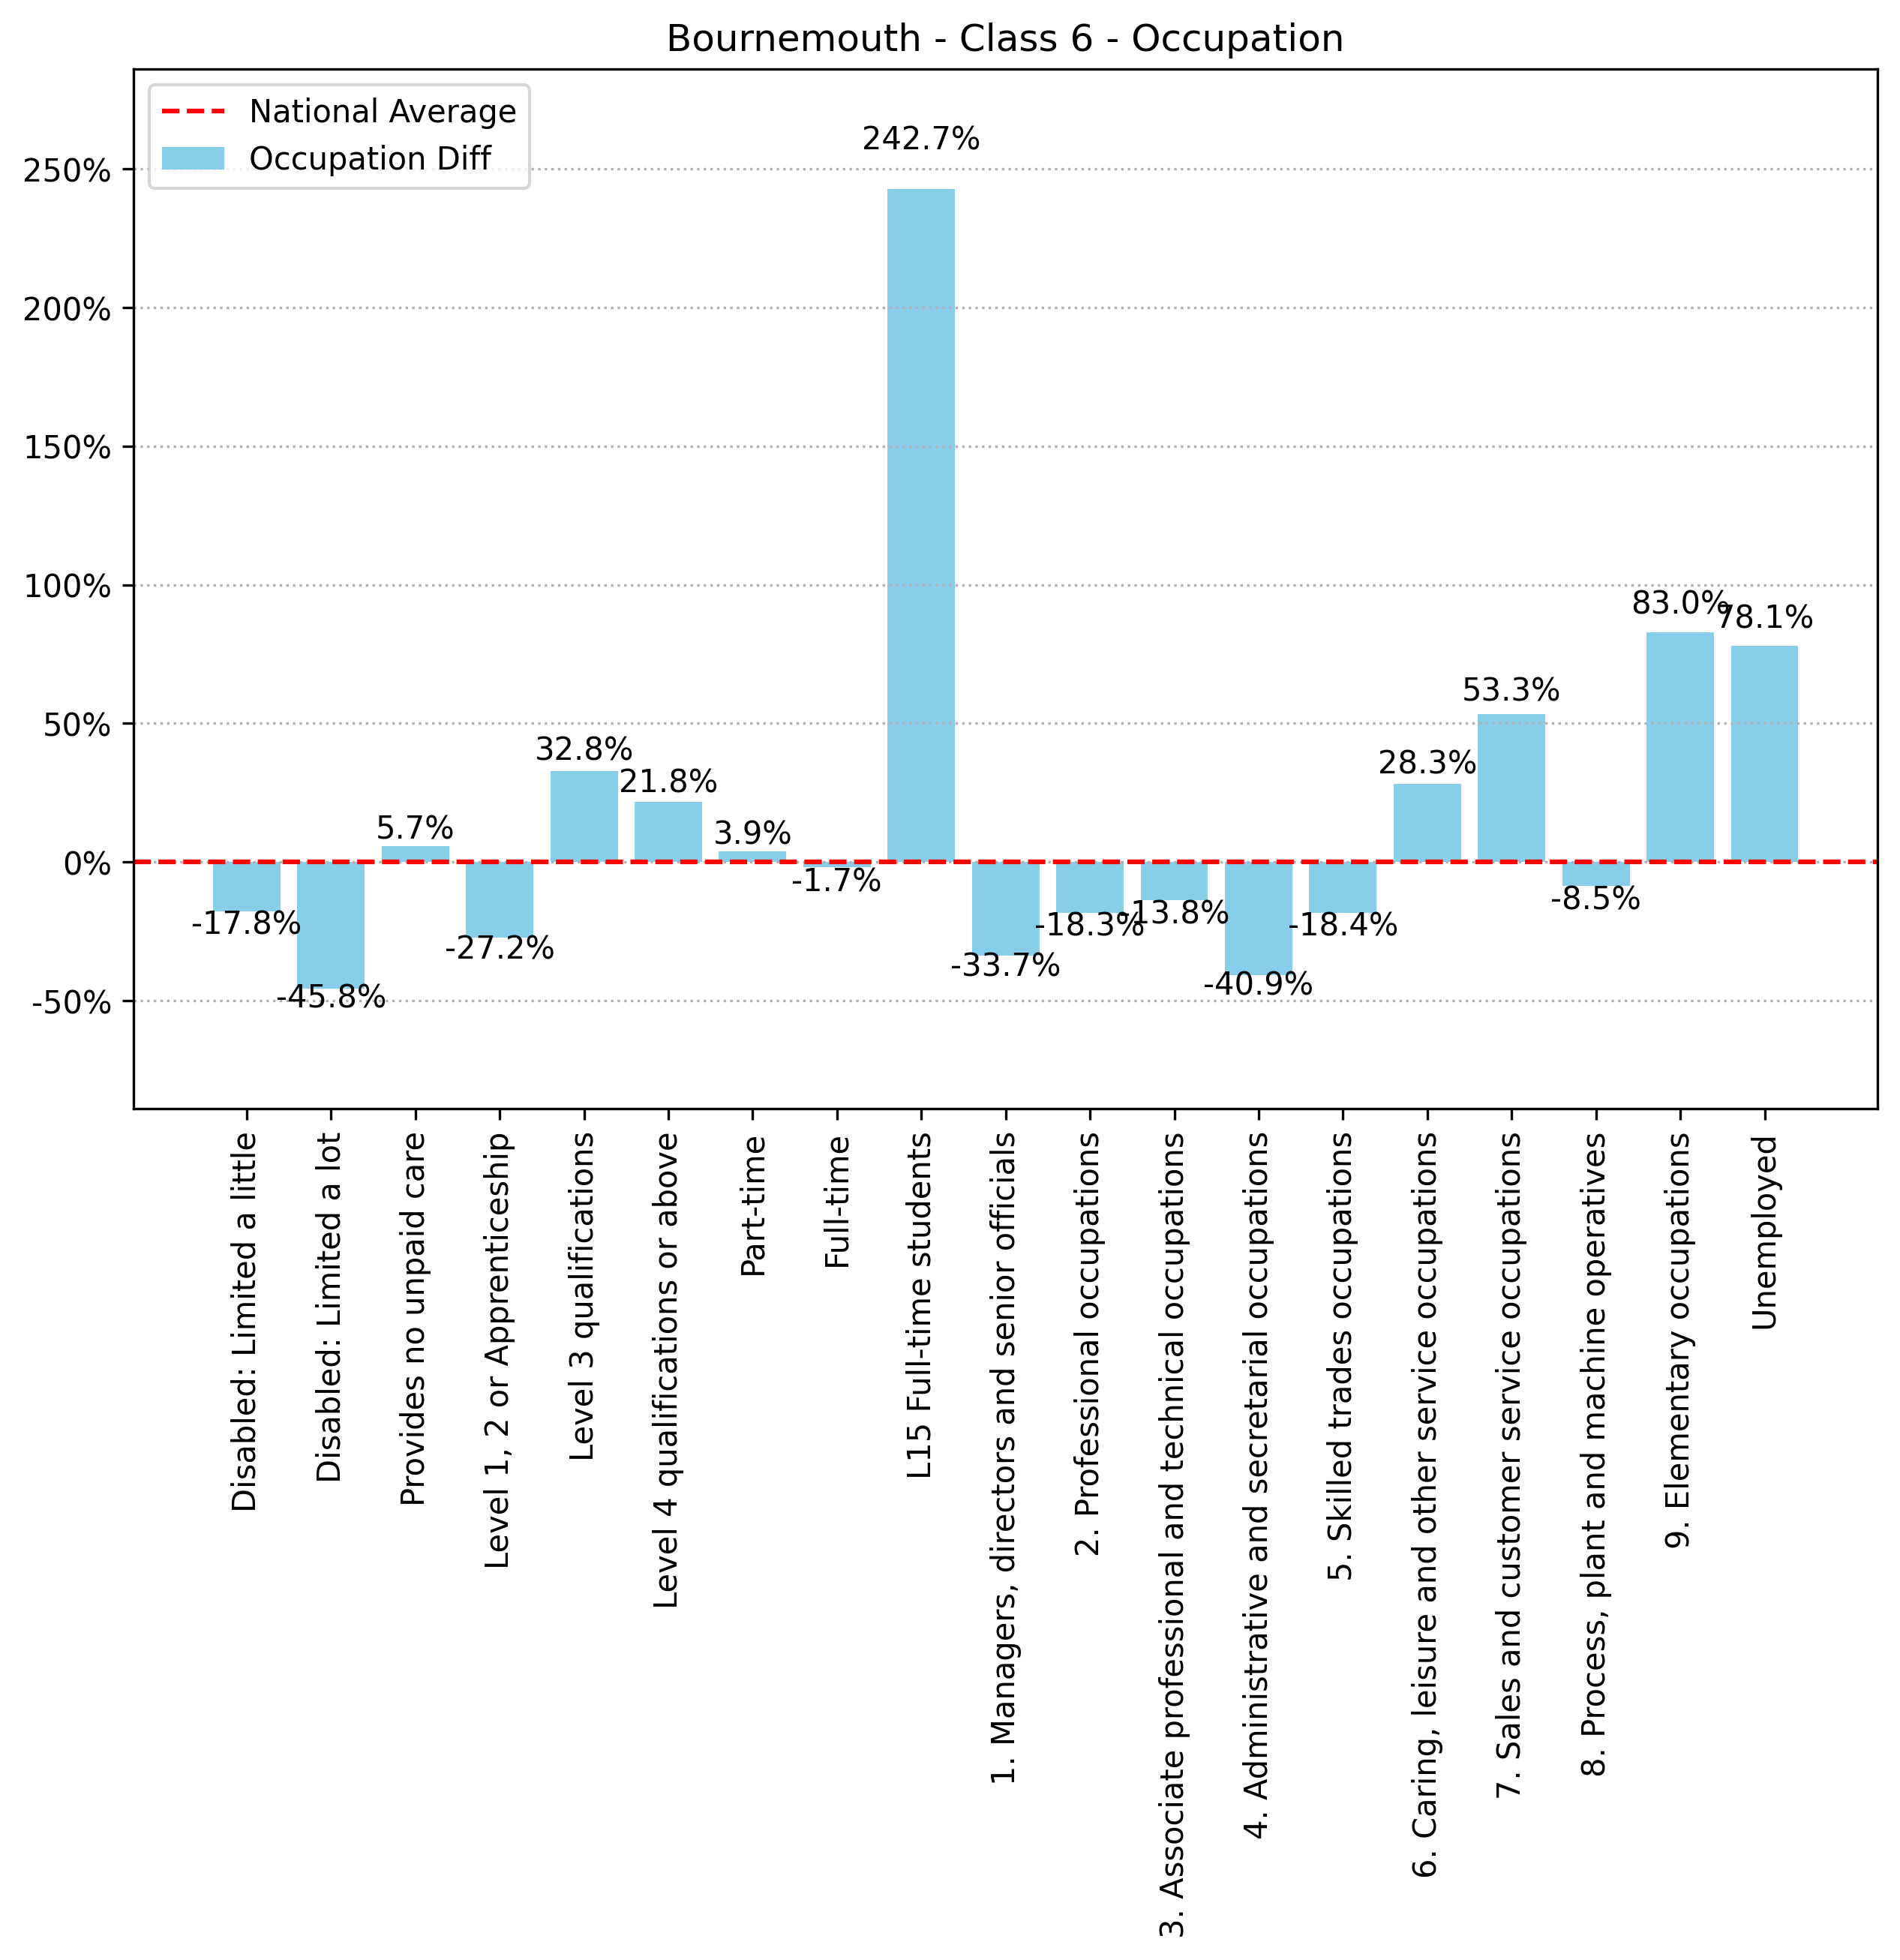 Bournemouth - Class 6 - Occupation
National Average
Occupation Diff
250%
200%
150%
100%
50%
0%
-50%
-17.8%
-45.8%
5.7%
-27.2%
32.8%
21.8%
3.9%
-1.7%
242.7%
-33.7%
-18.3%
-13.8%
-40.9%
-18.4%
28.3%
53.3%
-8.5%
83.0%
78.1%
Disabled: Limited a little
Disabled: Limited a lot
Provides no unpaid care
Level 1, 2 or Apprenticeship
Level 3 qualifications
Level 4 qualifications or above
Part-time
Full-time
L15 Full-time students
1. Managers, directors and senior officials
2. Professional occupations
3. Associate professional and technical occupations
4. Administrative and secretarial occupations
5. Skilled trades occupations
6. Caring, leisure and other service occupations
7. Sales and customer service occupations
8. Process, plant and machine operatives
9. Elementary occupations
Unemployed